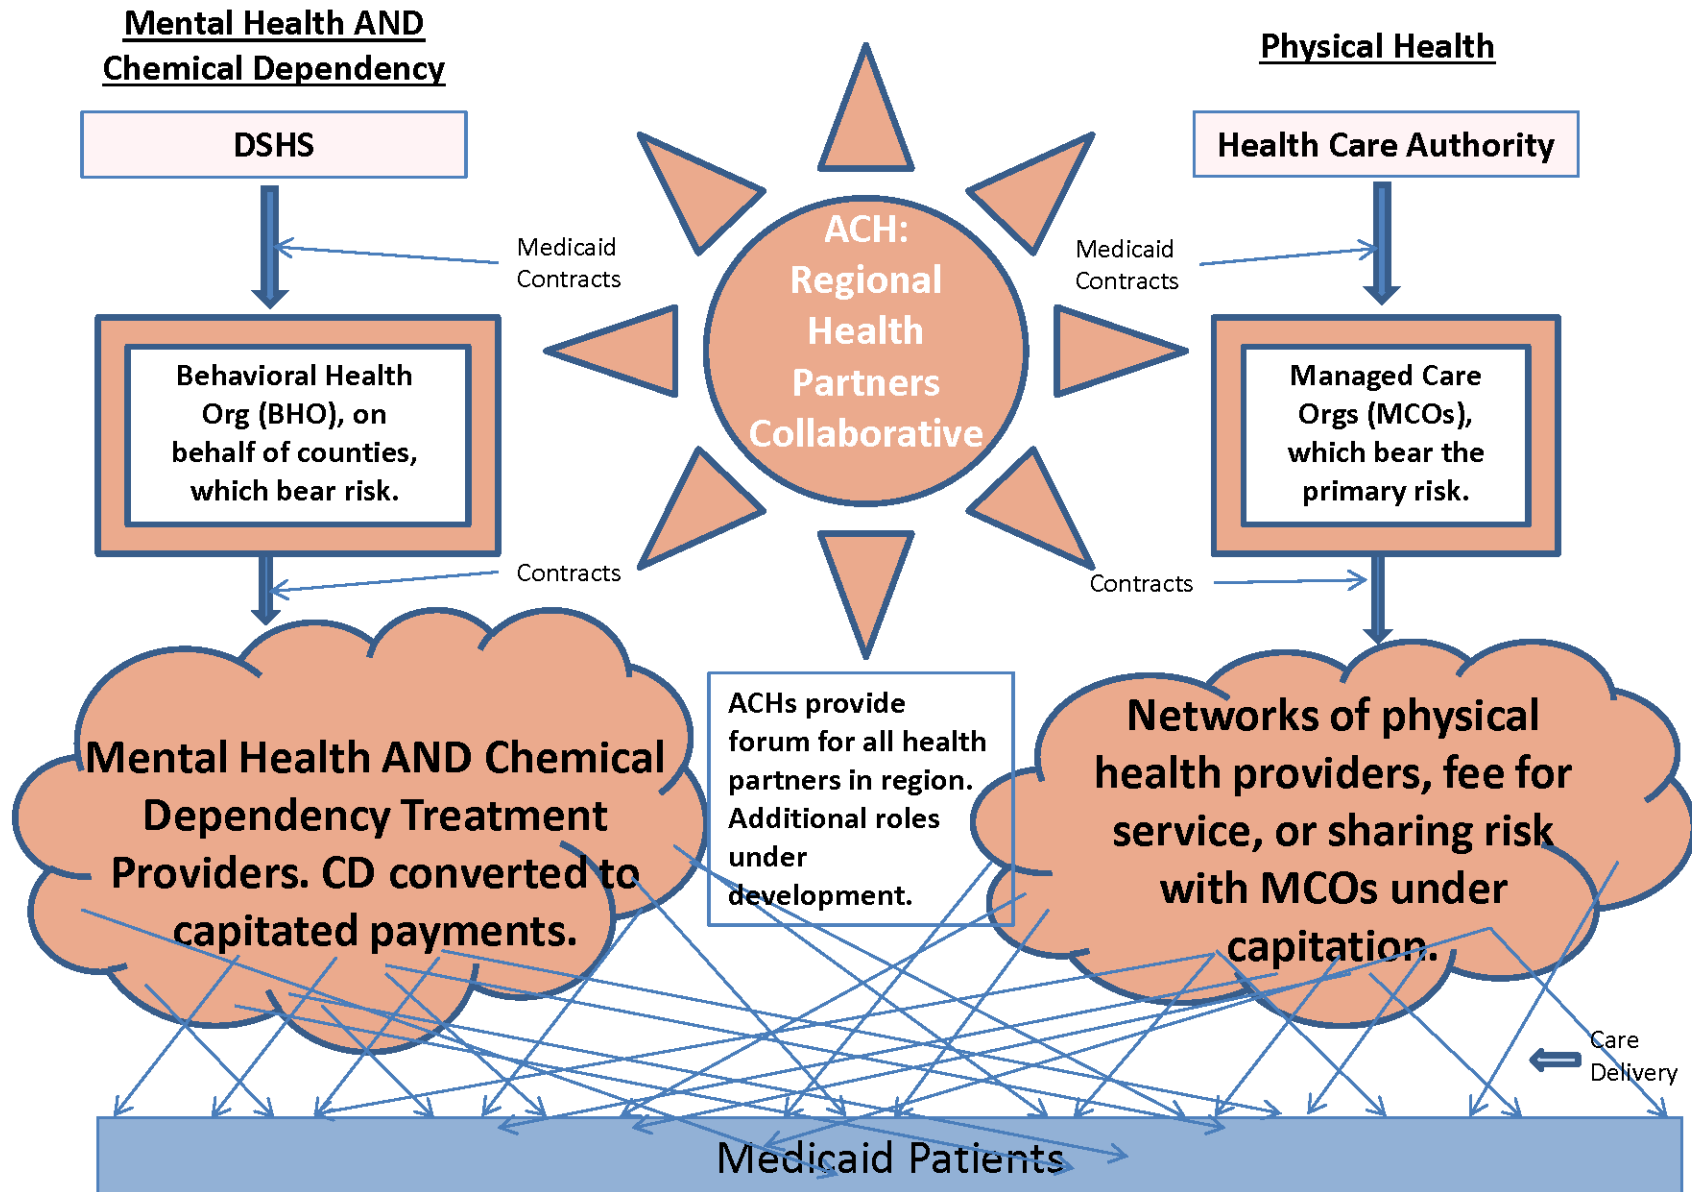 Mental Health AND
Chemical Dependency
Physical Health
DSHS
Health Care Authority
Medicaid
Contracts
Medicaid
Contracts
ACH:
Regional
Health
Partners
Collaborative
Behavioral Health
Org (BHO), on
behalf of counties,
which bear risk.
Managed Care
Orgs (MCOs),
which bear the
primary risk.
Contracts
Contracts
Mental Health AND Chemical
Dependency Treatment
Providers. CD converted to
capitated payments.
ACHs provide
forum for all health
partners in region.
Additional roles
under
development.
Networks of physical
health providers, fee for
service, or sharing risk
with MCOs under
capitation.
Care
Delivery
Medicaid Patients